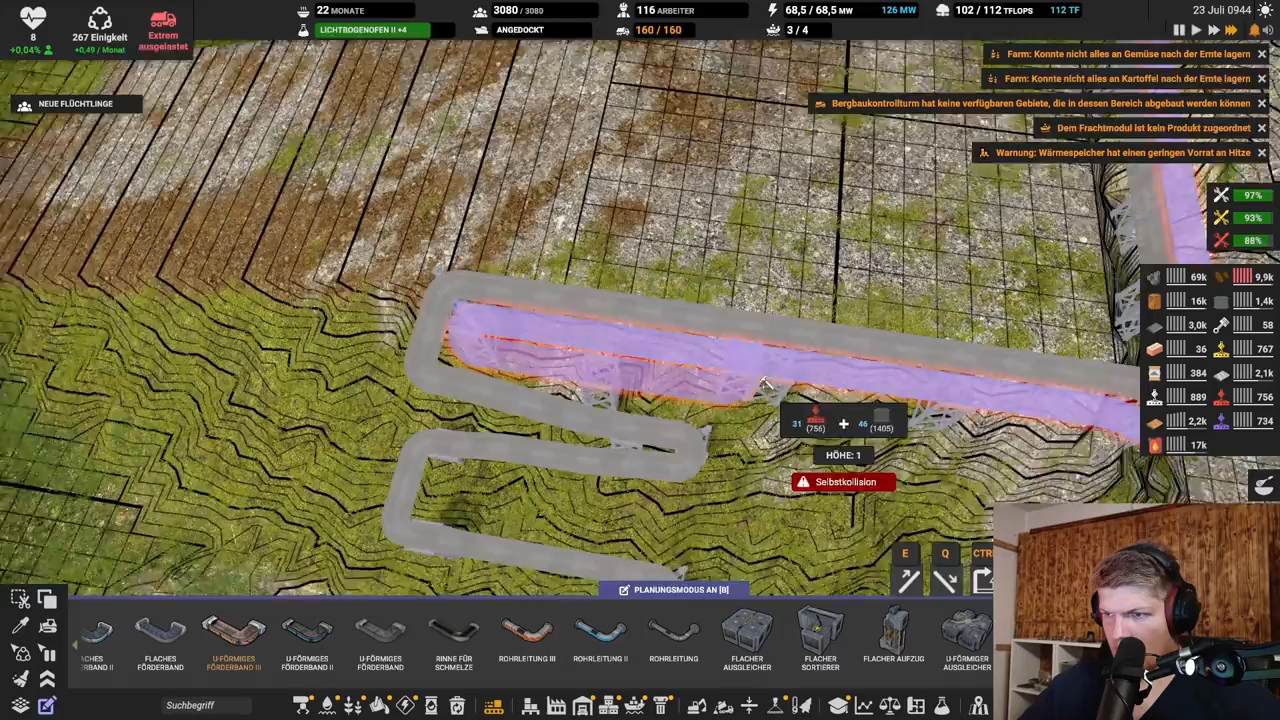 22 MONATE
3080 / 3080
116 ARBEITER
68,5 / 68,5 MW
126 MW
102 / 112 TFLOPS
112 TF
23 Juli 0944
8
+0,04%
267 Einigkeit
+0,49 / Monat
Extrem
ausgelastet
LICHTBOGENOFEN II +4
ANGEDOCKT
160 / 160
3 / 4
NEUE FLÜCHTLINGE
Farm: Konnte nicht alles an Gemüse nach der Ernte lagern
Farm: Konnte nicht alles an Kartoffel nach der Ernte lagern
Bergbaukontrollturm hat keine verfügbaren Gebiete, die in dessen Bereich abgebaut werden können
Dem Frachtmodul ist kein Produkt zugeordnet
Warnung: Wärmespeicher hat einen geringen Vorrat an Hitze
97%
93%
88%
69k
9,9k
16k
1,4k
3,0k
58
36
767
384
2,1k
889
756
2,2k
734
17k
31
(756)
+
46
(1405)
HÖHE: 1
Selbstkollision
E
Q
CTR
PLANUNGSMODUS AN [B]
ACHES
RBAND II
FLACHES
FÖRDERBAND
U-FÖRMIGES
FÖRDERBAND III
U-FÖRMIGES
FÖRDERBAND II
U-FÖRMIGES
FÖRDERBAND
RINNE FÜR
SCHMELZE
ROHRLEITUNG III
ROHRLEITUNG II
ROHRLEITUNG
FLACHER
AUSGLEICHER
FLACHER
SORTIERER
FLACHER AUFZUG
U-FÖRMIGER
AUSGLEICHER
Suchbegriff